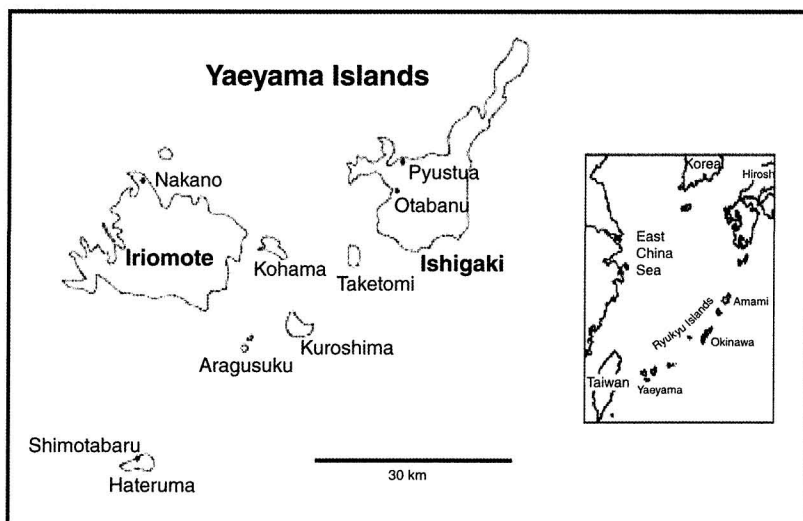 Yaeyama Islands
Nakano
Pyustua
Otabanu
Iriomote
Kohama
Taketomi
Ishigaki
Kuroshima
Aragusuku
Shimotabaru
Hateruma
30 km
Korea
Hirosh
East
China
Sea
Amami
Ryukyu Islands
Okinawa
Taiwan
Yaeyama